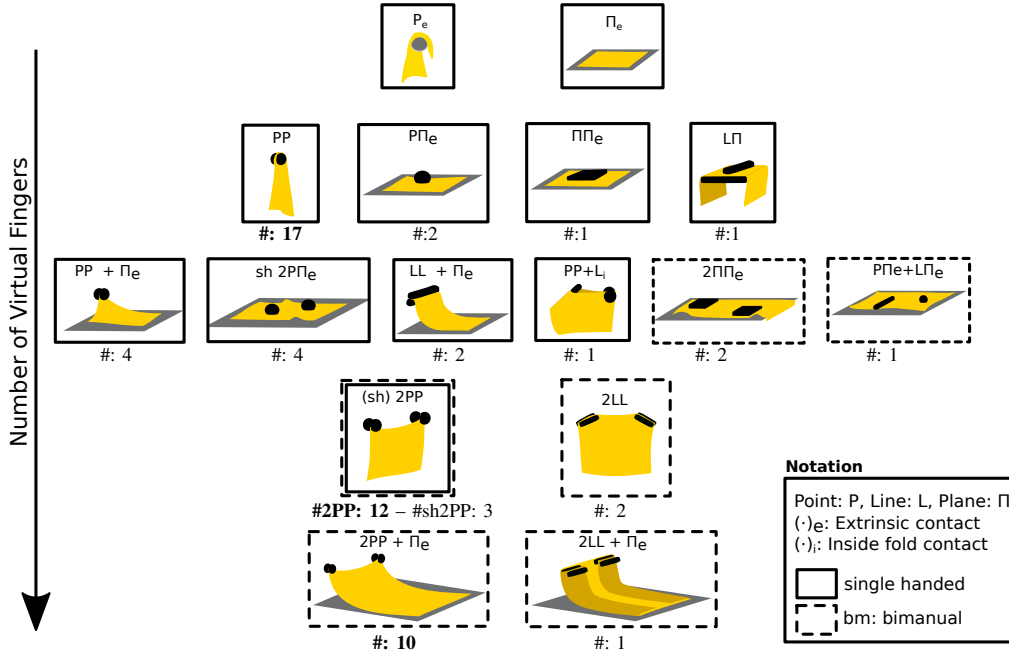 Number of Virtual Fingers
Pₑ
Πₑ
PP
PΠₑ
ΠΠₑ
LΠ
#: 17
#:2
#:1
#:1
PP + Πₑ
sh 2PΠₑ
LL + Πₑ
PP+Lᵢ
2ΠΠₑ
PΠₑ+LΠₑ
#: 4
#: 4
#: 2
#: 1
#: 2
#: 1
(sh) 2PP
2LL
#2PP: 12 – #sh2PP: 3
#: 2
2PP + Πₑ
2LL + Πₑ
#: 10
#: 1
Notation
Point: P, Line: L, Plane: Π
(·)ₑ: Extrinsic contact
(·)ᵢ: Inside fold contact
single handed
bm: bimanual